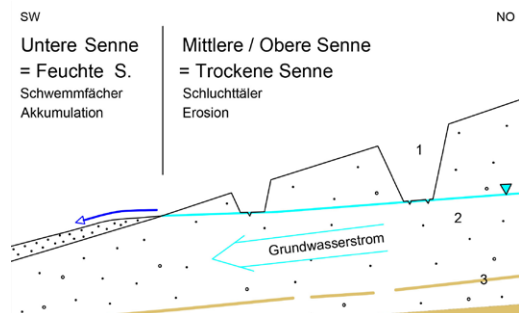 SW
NO
Untere Senne
= Feuchte S.
Schwemmfächer
Akkumulation
Mittlere / Obere Senne
= Trockene Senne
Schluchttäler
Erosion
1
2
Grundwasserstrom
3